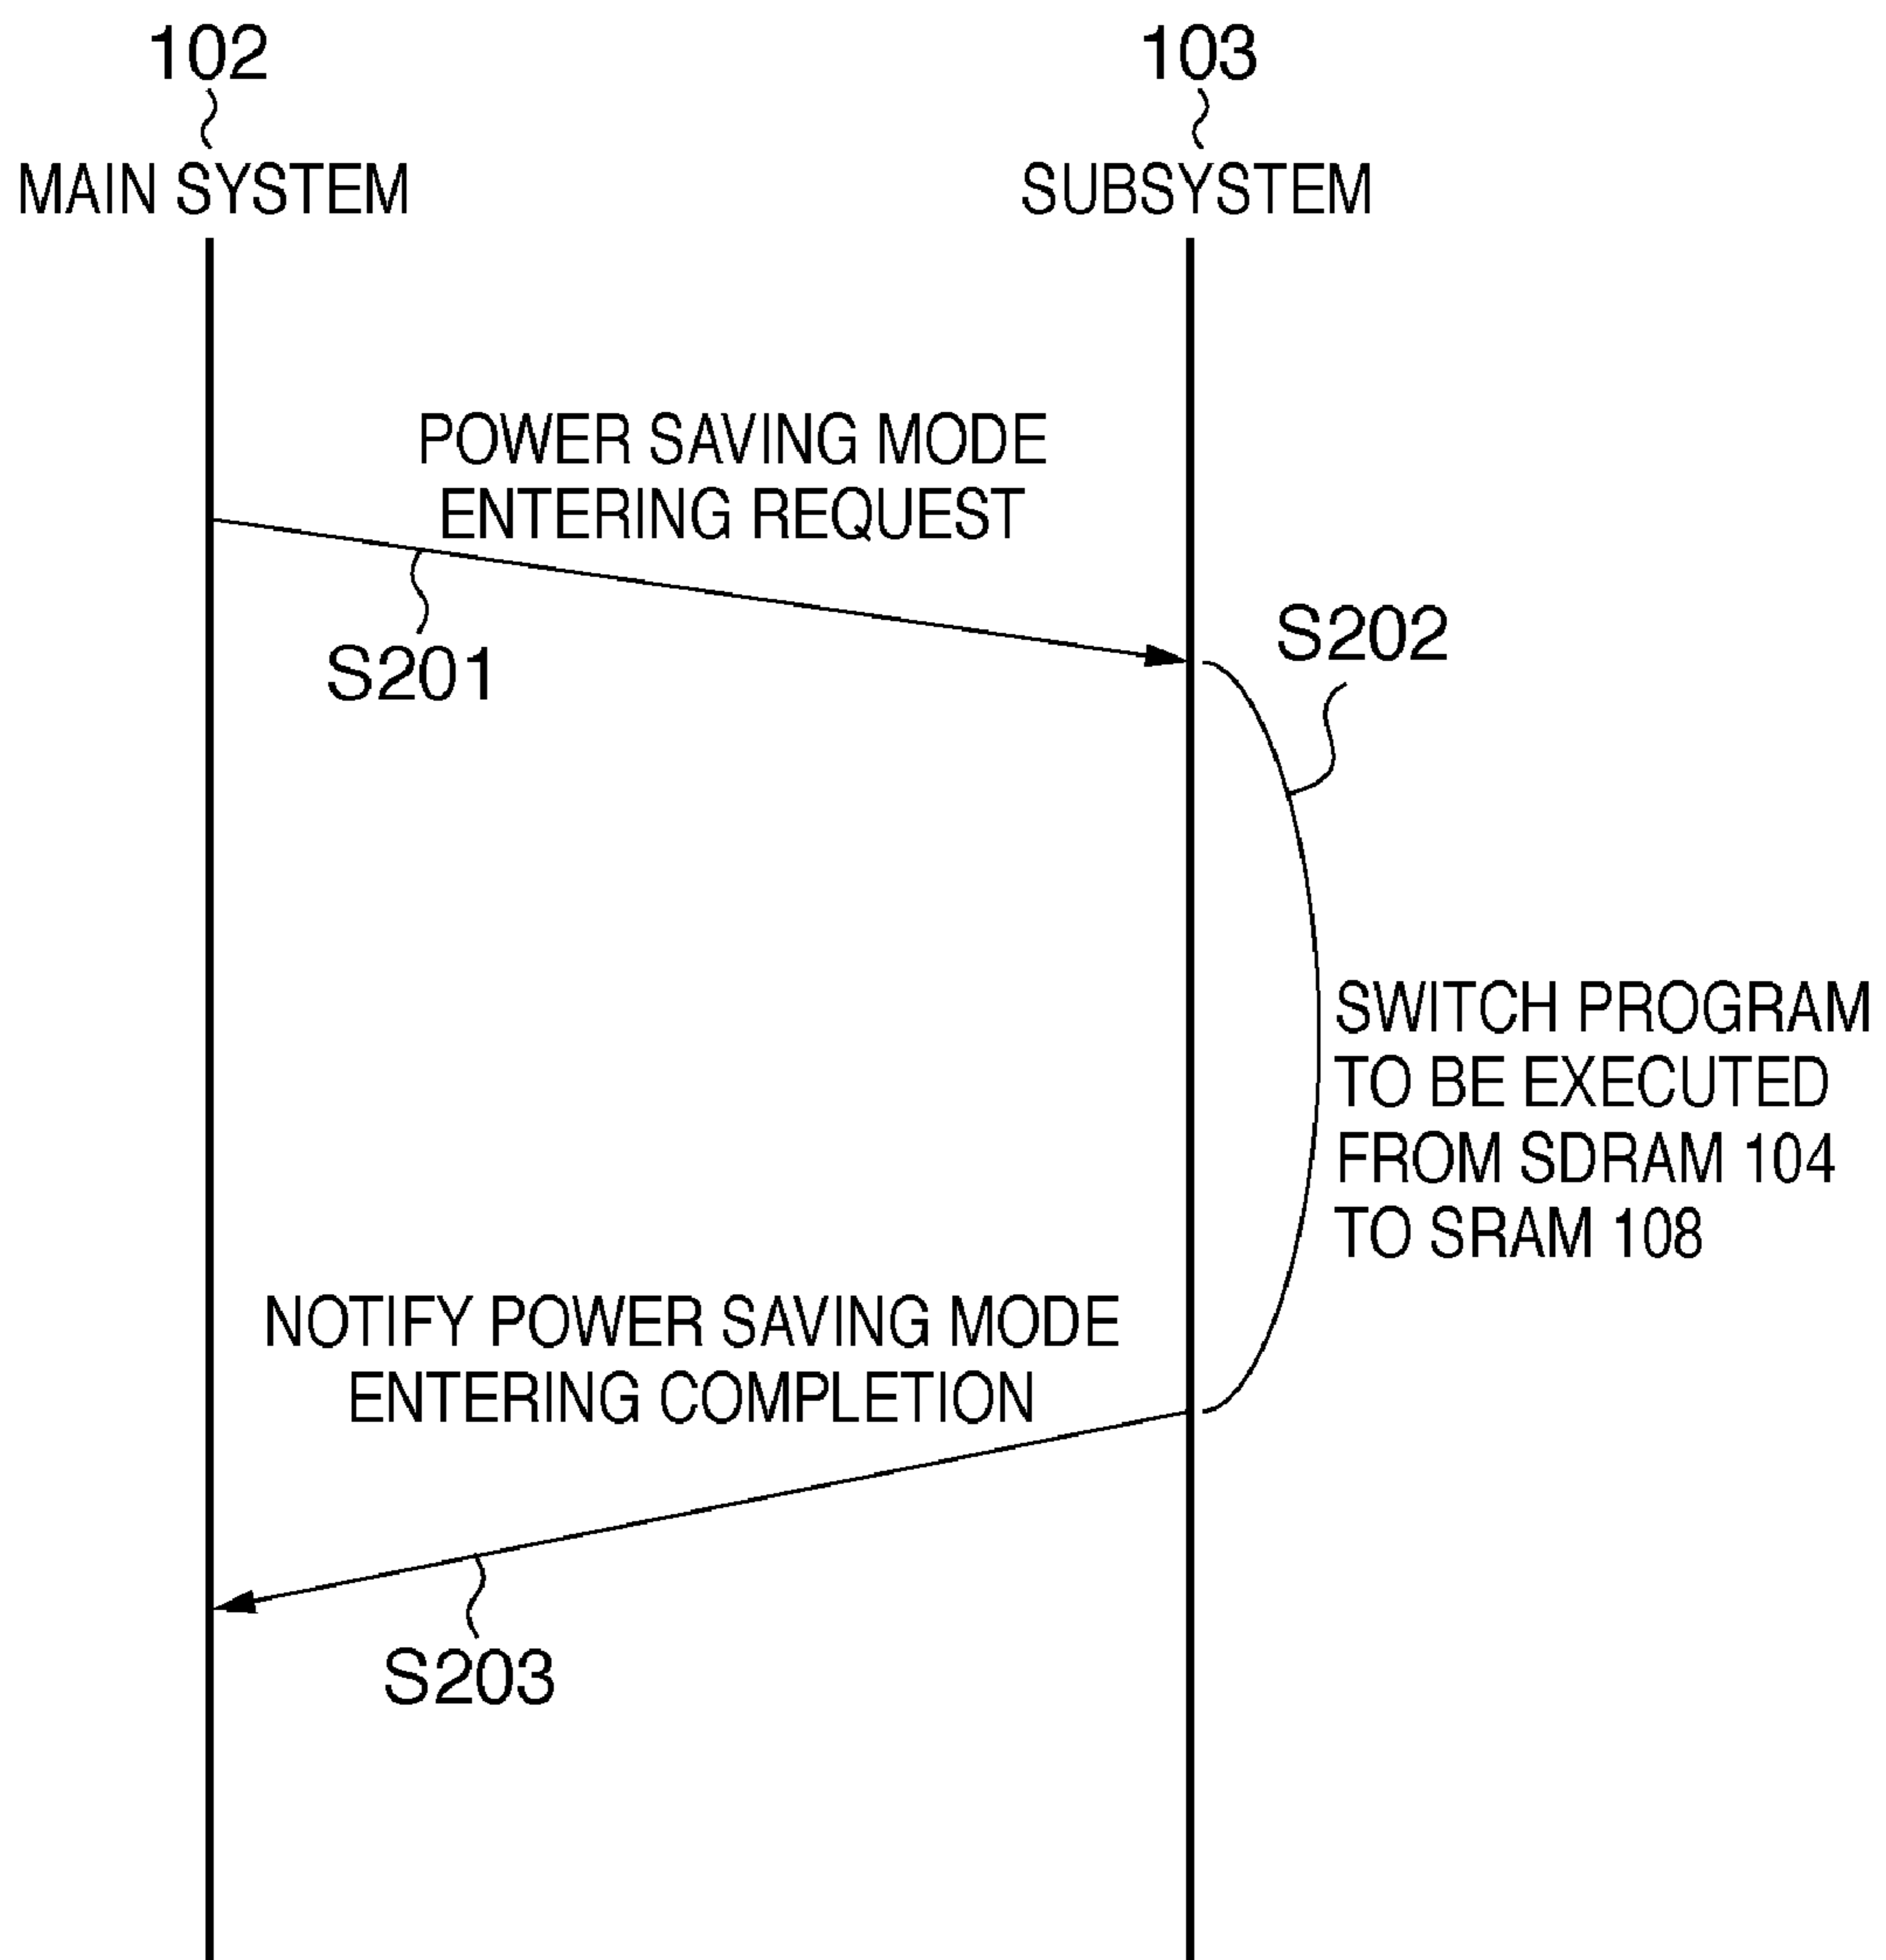 102
103
MAIN SYSTEM
SUBSYSTEM
POWER SAVING MODE
ENTERING REQUEST
S201
S202
SWITCH PROGRAM
TO BE EXECUTED
FROM SDRAM 104
TO SRAM 108
NOTIFY POWER SAVING MODE
ENTERING COMPLETION
S203